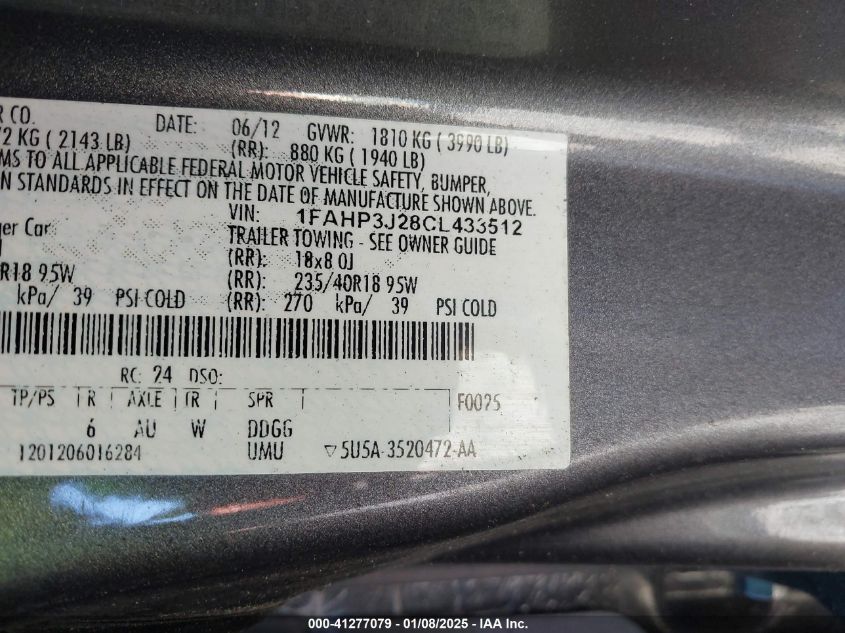 R CO. DATE: 06/12 GVWR: 1810 KG ( 3990 LB)
2 KG ( 2143 LB) (RR): 880 KG ( 1940 LB)
MS TO ALL APPLICABLE FEDERAL MOTOR VEHICLE SAFETY, BUMPER,
N STANDARDS IN EFFECT ON THE DATE OF MANUFACTURE SHOWN ABOVE.
VIN: 1FAHP3J28CL433512
ger Car TRAILER TOWING - SEE OWNER GUIDE
J (RR): 18x8.0J
R18 95W (RR): 235/40R18 95W
kPa/ 39 PSI COLD (RR): 270 kPa/ 39 PSI COLD
RC: 24 DSO:
TP/PS R AXLE TR SPR F0025
6 AU W DDGG
1201206016284 UMU ▽5U5A-3520472-AA
000-41277079 | 01/08/2025 - © IAA Inc.